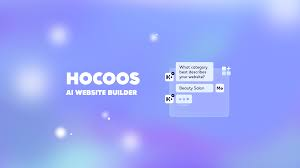 HOCOOS
AI WEBSITE BUILDER
What category
best describes
your website?
Beauty Salon
Me